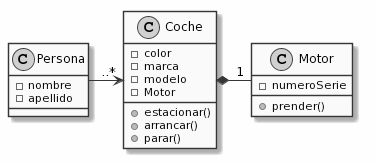 C Persona
nombre
apellido
..*
C Coche
color
marca
modelo
Motor
estacionar()
arrancar()
parar()
1
C Motor
numeroSerie
prender()